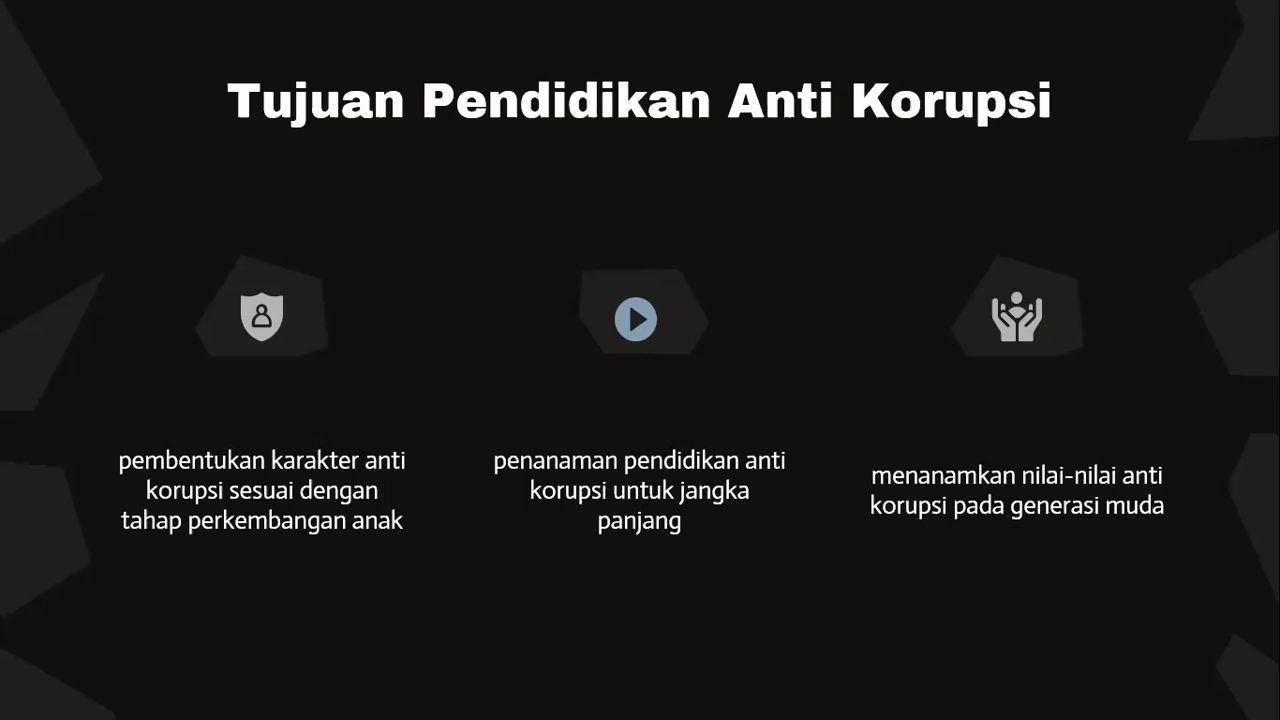 Tujuan Pendidikan Anti Korupsi
pembentukan karakter anti
korupsi sesuai dengan
tahap perkembangan anak
penanaman pendidikan anti
korupsi untuk jangka
panjang
menanamkan nilai-nilai anti
korupsi pada generasi muda